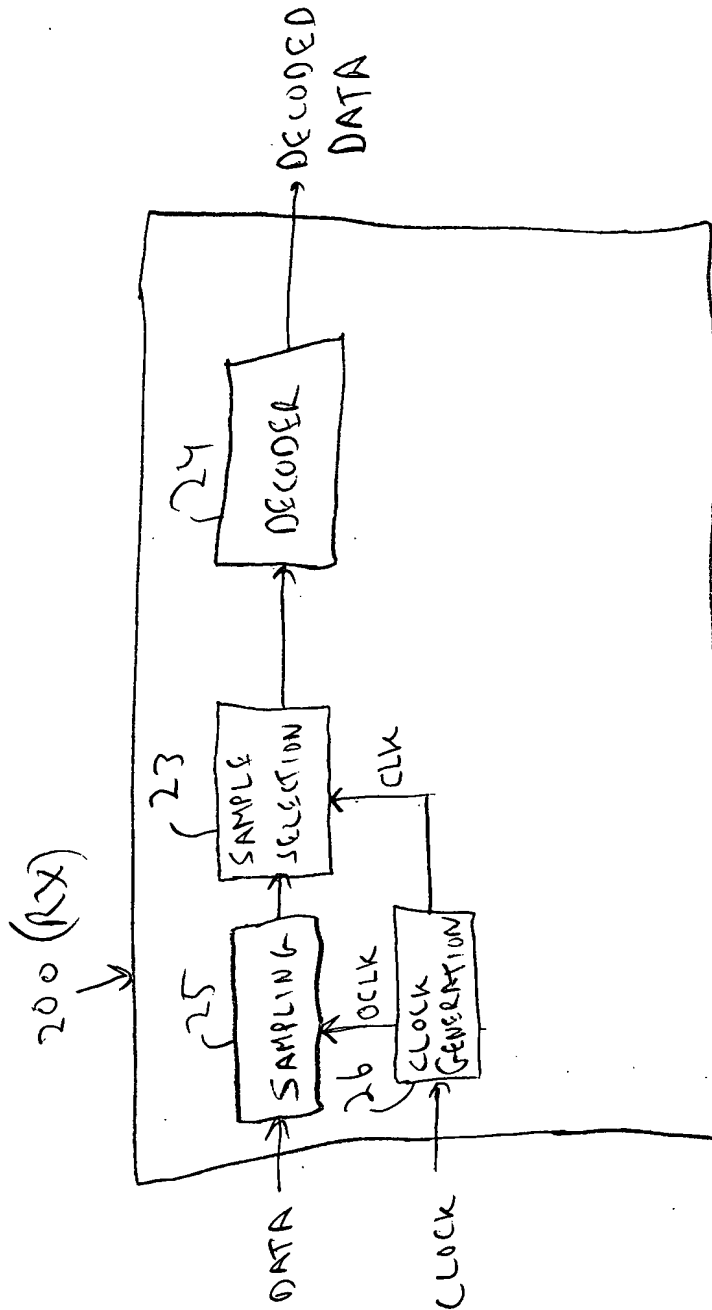 200 (RX)
25
23
24
DATA
SAMPLING
SAMPLE
SELECTION
DECODER
DECODED
DATA
OCLK
CLK
26
CLOCK
CLOCK
GENERATION